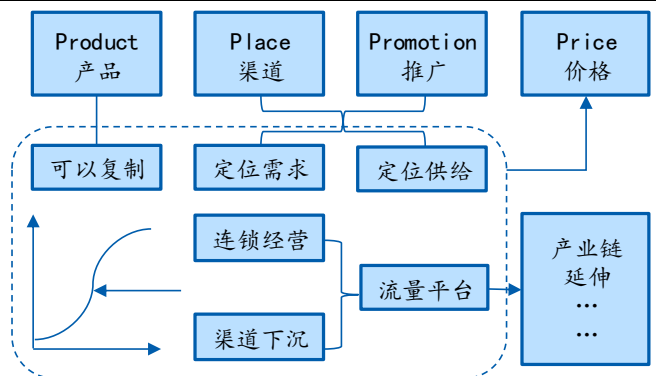 Product
产品
Place
渠道
Promotion
推广
Price
价格
可以复制
定位需求
定位供给
连锁经营
渠道下沉
流量平台
产业链
延伸
…
…